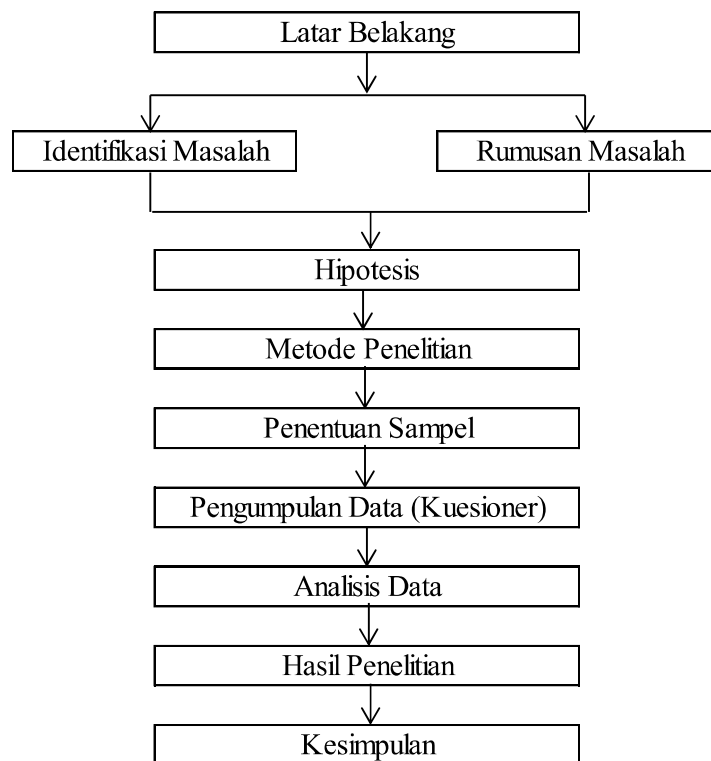 Latar Belakang
Identifikasi Masalah
Rumusan Masalah
Hipotesis
Metode Penelitian
Penentuan Sampel
Pengumpulan Data (Kuesioner)
Analisis Data
Hasil Penelitian
Kesimpulan